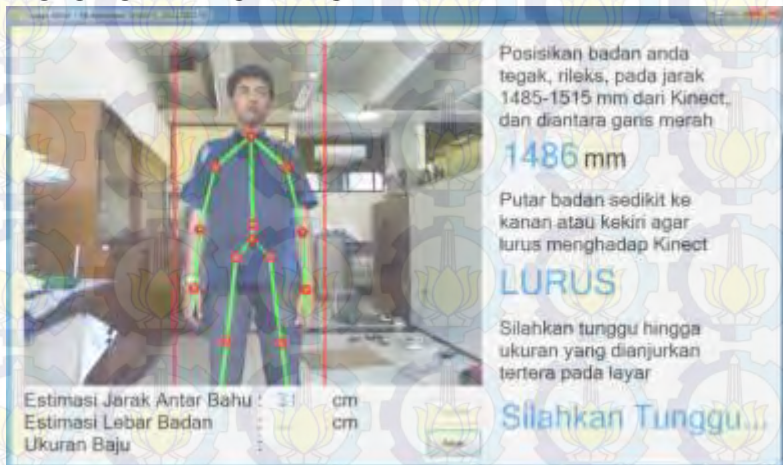 Posisikan badan anda
tegak, rileks, pada jarak
1485-1515 mm dari Kinect,
dan diantara garis merah
1486 mm
Putar badan sedikit ke
kanan atau kekiri agar
lurus menghadap Kinect
LURUS
Silahkan tunggu hingga
ukuran yang dianjurkan
tertera pada layar
Silahkan Tunggu...
Estimasi Jarak Antar Bahu : 31 cm
Estimasi Lebar Badan : cm
Ukuran Baju :